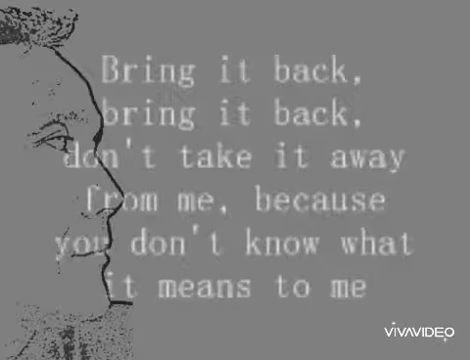 Bring it back,
bring it back,
don't take it away
from me, because
you don't know what
it means to me
VIVAVIDEO